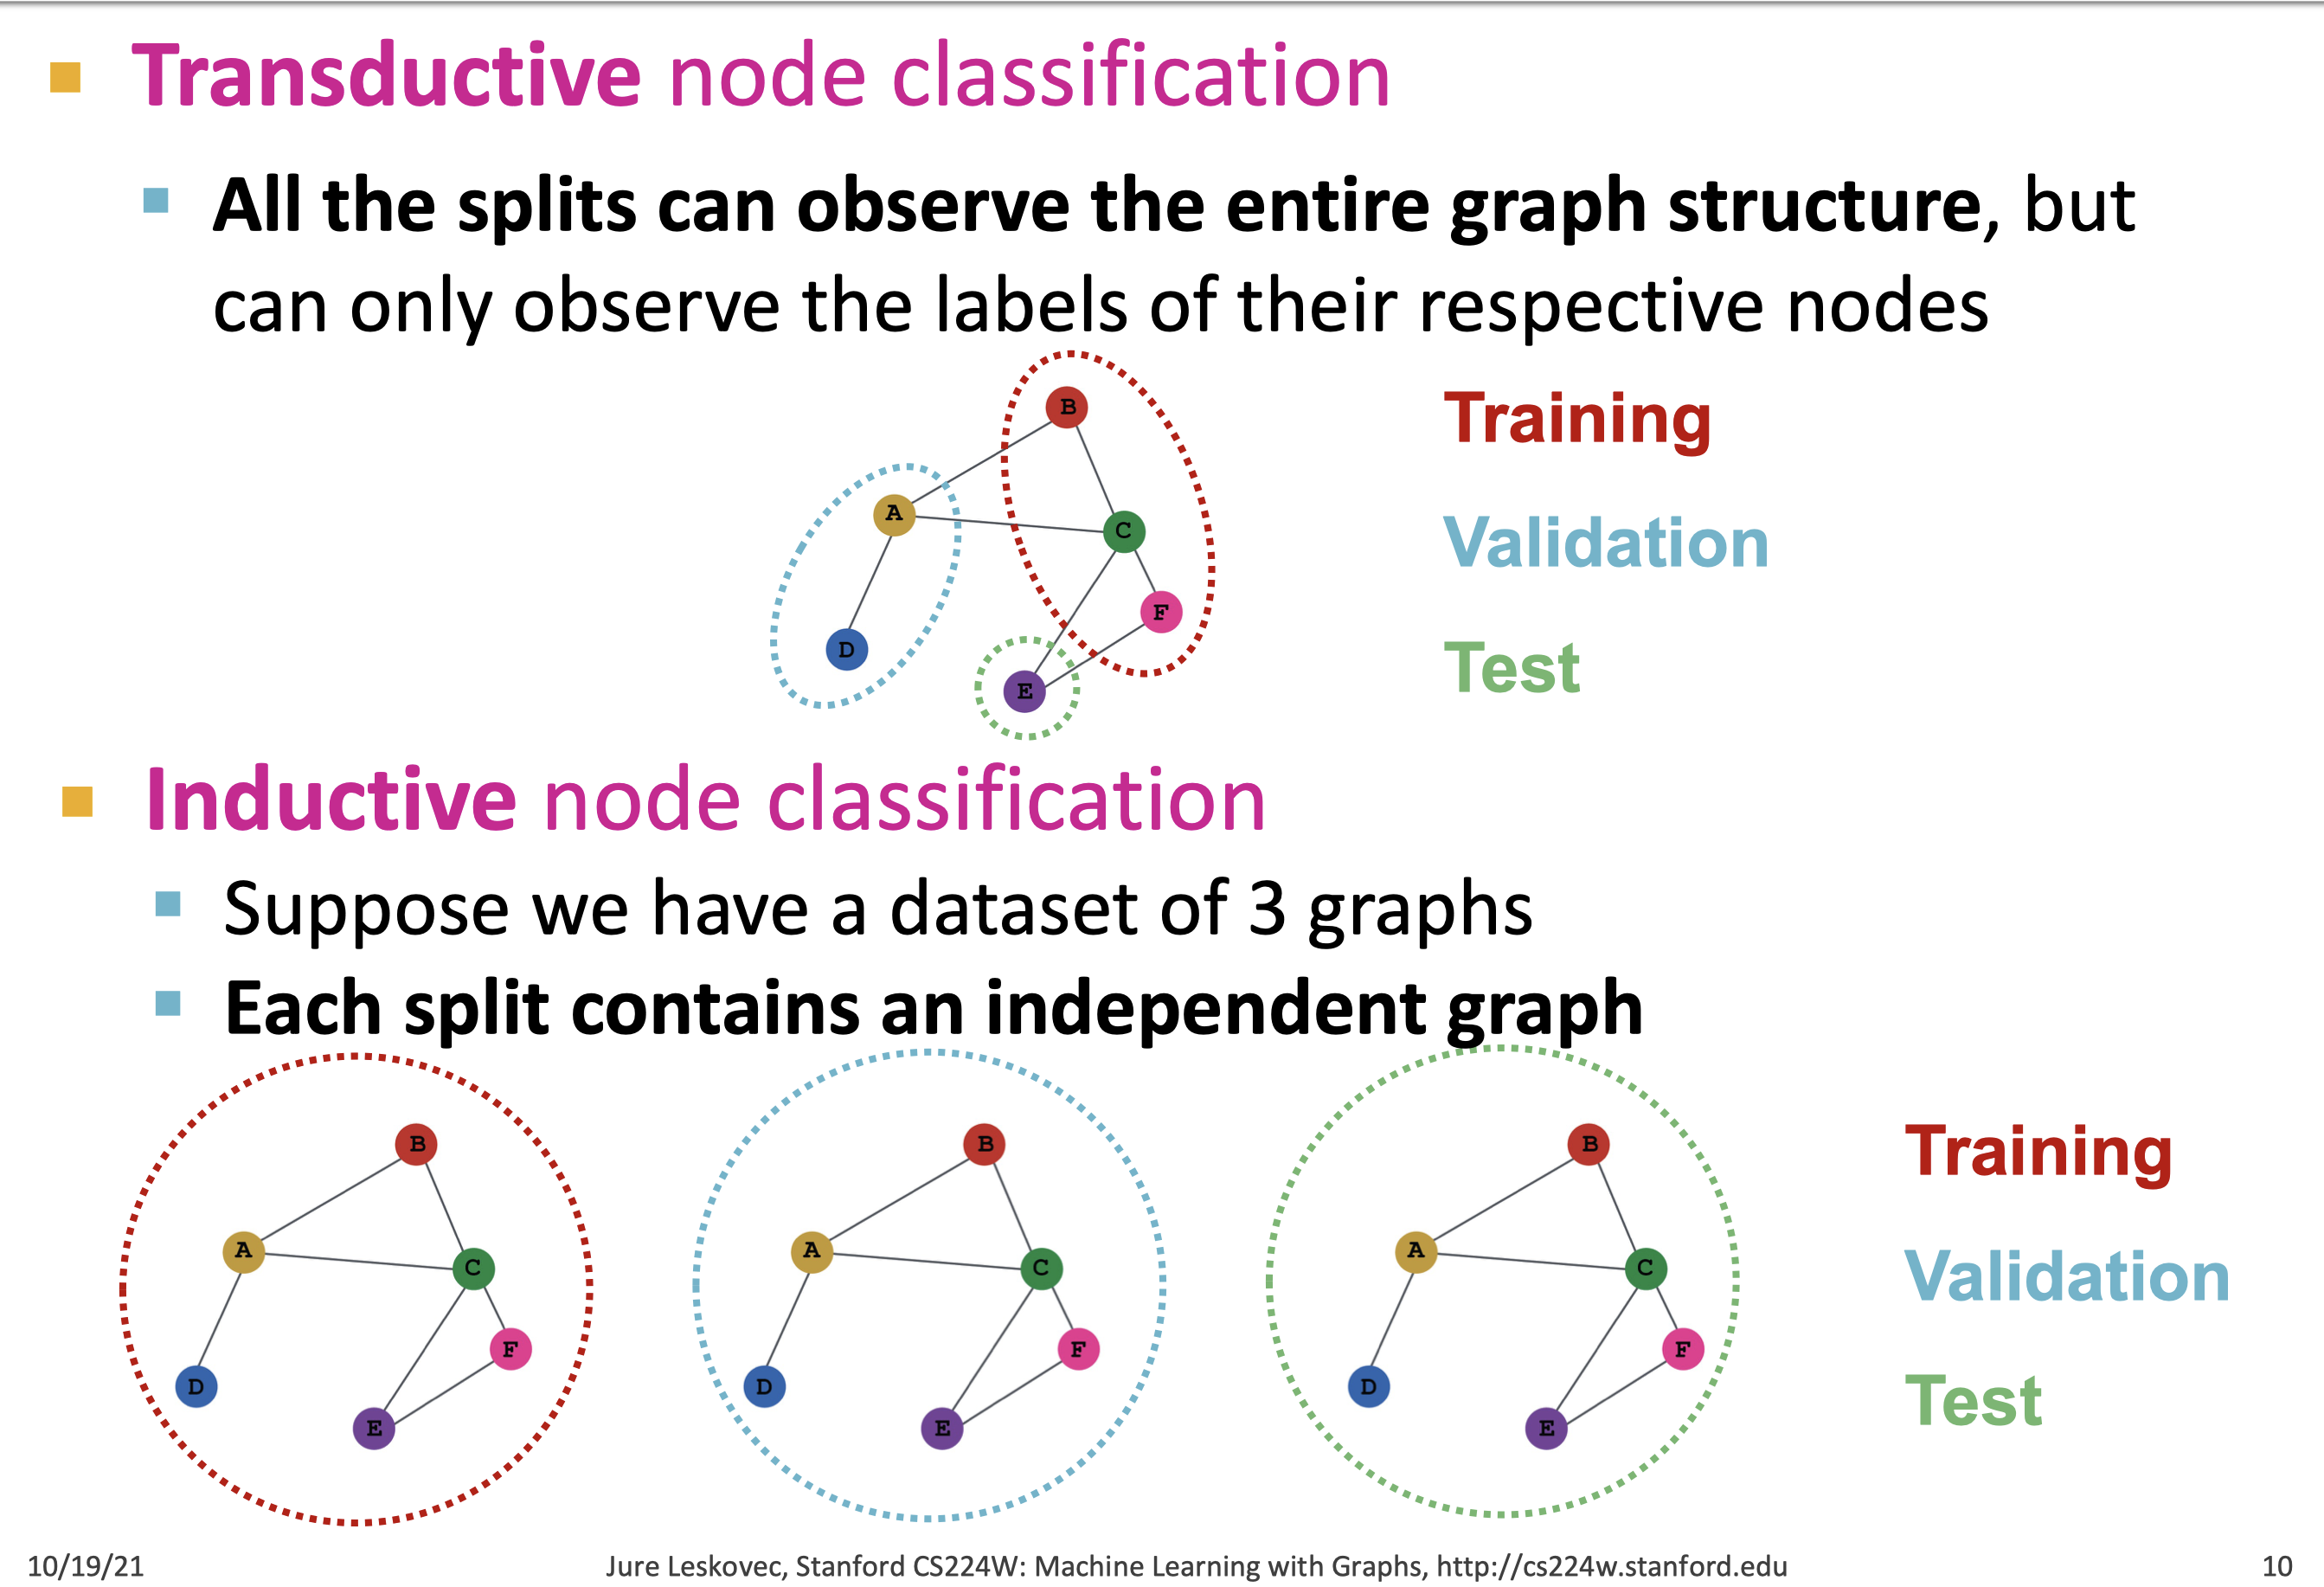 Transductive node classification
All the splits can observe the entire graph structure, but
can only observe the labels of their respective nodes
B
A
C
F
D
E
Training
Validation
Test
Inductive node classification
Suppose we have a dataset of 3 graphs
Each split contains an independent graph
B
A
C
F
D
E
B
A
C
F
D
E
B
A
C
F
D
E
Training
Validation
Test
10/19/21
Jure Leskovec, Stanford CS224W: Machine Learning with Graphs, http://cs224w.stanford.edu
10